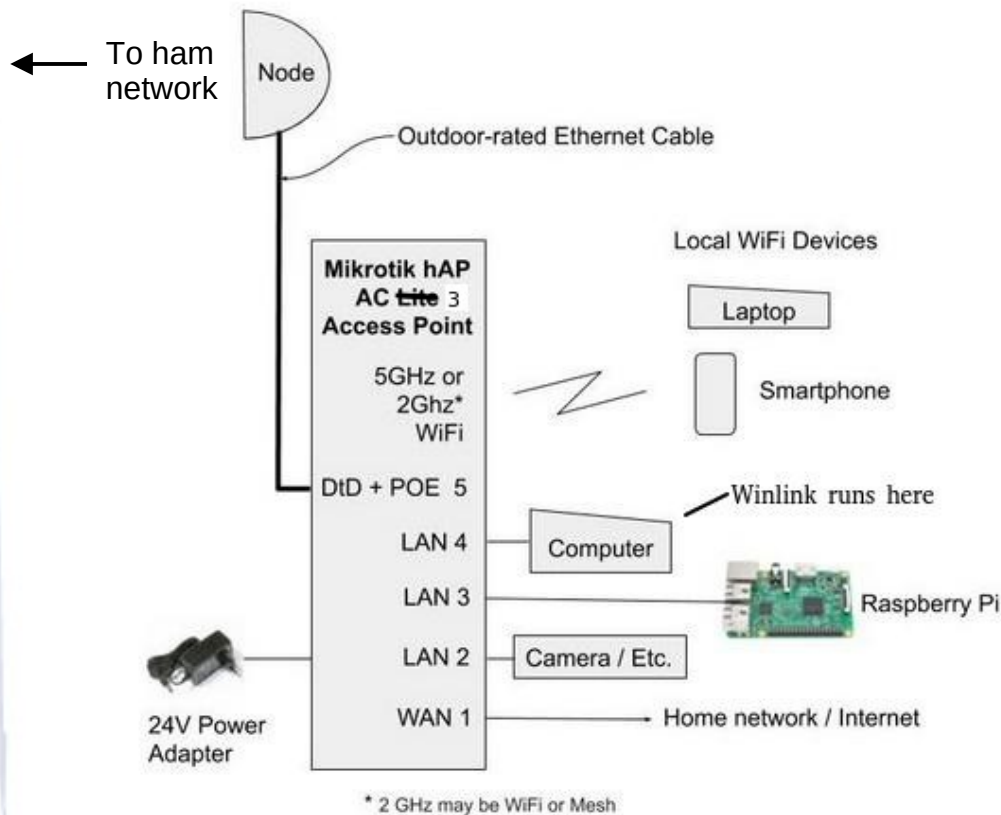 To ham
network
Node
Outdoor-rated Ethernet Cable
Local WiFi Devices
Mikrotik hAP
AC Lite 3
Access Point
Laptop
5GHz or
2Ghz*
WiFi
Smartphone
DtD + POE 5
Winlink runs here
LAN 4
Computer
LAN 3
Raspberry Pi
LAN 2
Camera / Etc.
24V Power
Adapter
WAN 1
Home network / Internet
* 2 GHz may be WiFi or Mesh